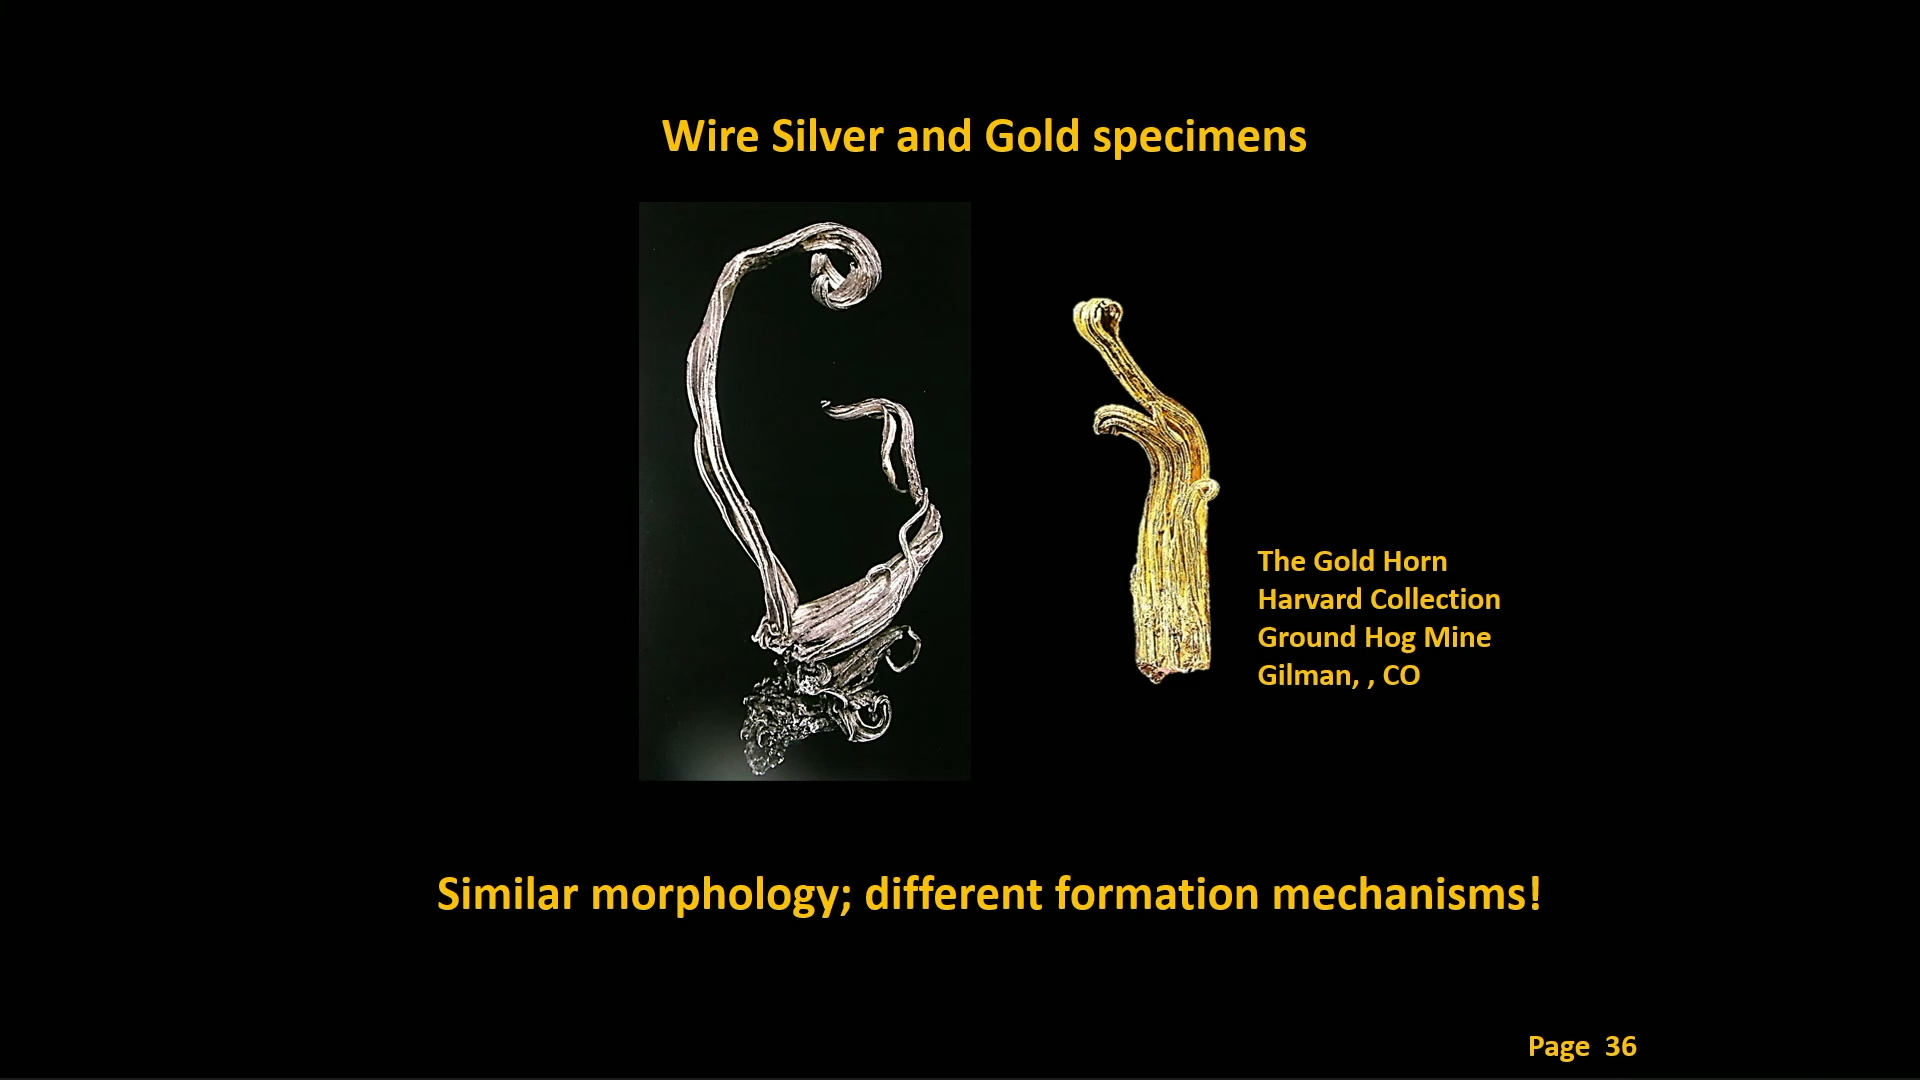 Wire Silver and Gold specimens
The Gold Horn
Harvard Collection
Ground Hog Mine
Gilman, , CO
Similar morphology; different formation mechanisms!
Page 36